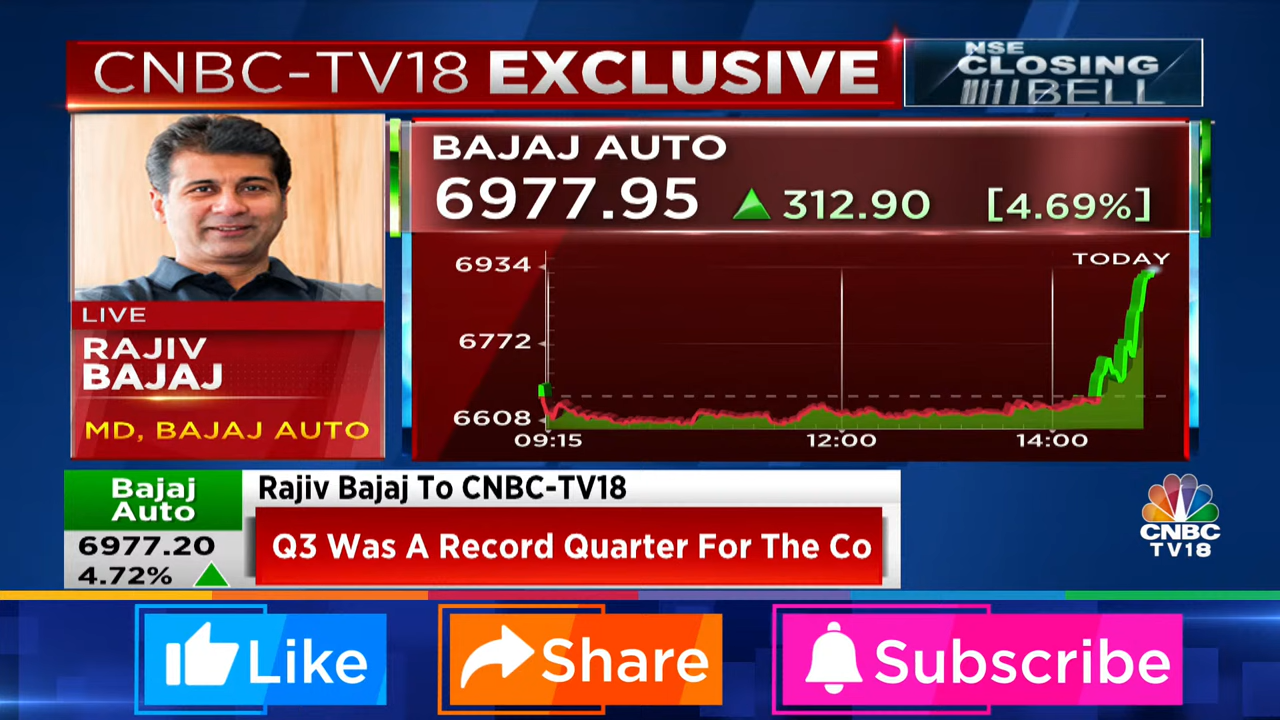 CNBC-TV18 EXCLUSIVE
NSE
CLOSING
BELL
BAJAJ AUTO
6977.95 ▲ 312.90 [4.69%]
TODAY
6934
6772
6608
09:15 12:00 14:00
LIVE
RAJIV
BAJAJ
MD, BAJAJ AUTO
Bajaj
Auto
6977.20
4.72% ▲
Rajiv Bajaj To CNBC-TV18
Q3 Was A Record Quarter For The Co
CNBC
TV18
Like
Share
Subscribe